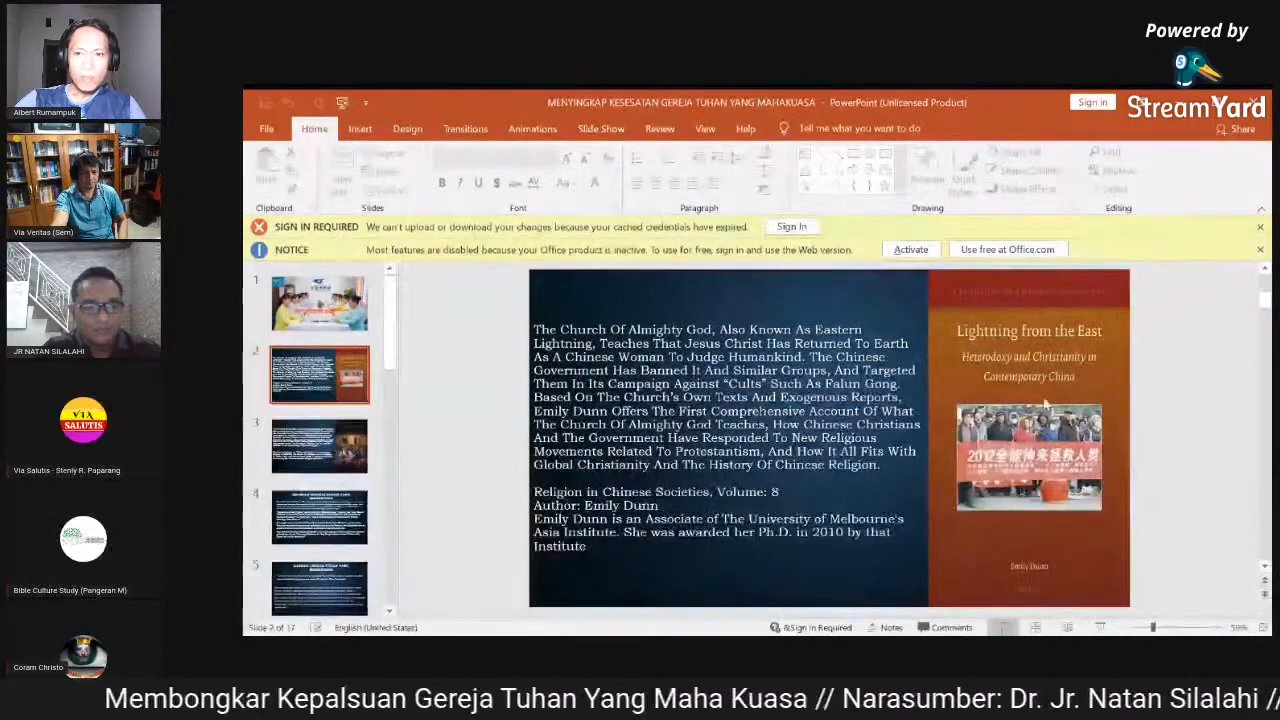 Powered by
StreamYard
Albert Rumampuk
Via Veritas (Sem)
JR NATAN SILALAHI
VIA
SALUTIS
Via Salutis - Stenly R. Paparang
Bible Culture Study (Pangeran M)
Coram Christo
MENYINGKAP KESESATAN GEREJA TUHAN YANG MAHAKUASA - PowerPoint (Unlicensed Product)
Sign in
File Home Insert Design Transitions Animations Slide Show Review View Help Tell me what you want to do
Share
Clipboard Slides Font Paragraph Drawing Editing
SIGN IN REQUIRED We can't upload or download your changes because your cached credentials have expired. Sign In
NOTICE Most features are disabled because your Office product is inactive. To use for free, sign in and use the Web version. Activate Use free at Office.com
1
2
3
4
5
The Church Of Almighty God, Also Known As Eastern
Lightning, Teaches That Jesus Christ Has Returned To Earth
As A Chinese Woman To Judge Humankind. The Chinese
Government Has Banned It And Similar Groups, And Targeted
Them In Its Campaign Against "Cults" Such As Falun Gong.
Based On The Church's Own Texts And Exogenous Reports,
Emily Dunn Offers The First Comprehensive Account Of What
The Church Of Almighty God Teaches, How Chinese Christians
And The Government Have Responded To New Religious
Movements Related To Protestantism, And How It All Fits With
Global Christianity And The History Of Chinese Religion.
Religion in Chinese Societies, Volume: 8
Author: Emily Dunn
Emily Dunn is an Associate of the University of Melbourne's
Asia Institute. She was awarded her Ph.D. in 2010 by that
Institute
Lightning from the East
Heterodoxy and Christianity in
Contemporary China
2012全能神来拯救人类
Emily Dunn
Slide 2 of 17 English (United States) &Sign In Required Notes Comments 59%
Membongkar Kepalsuan Gereja Tuhan Yang Maha Kuasa // Narasumber: Dr. Jr. Natan Silalahi //